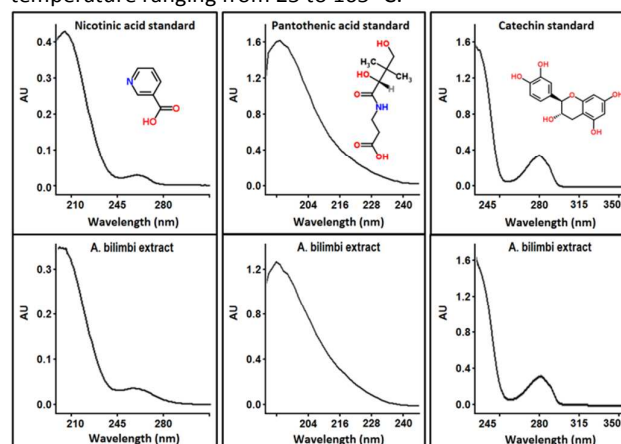 temperature ranging from 25 to 185 °C.
Nicotinic acid standard
AU
0.4
0.3
0.2
0.1
0.0
N
O
HO
210 245 280
Wavelength (nm)
Pantothenic acid standard
AU
1.6
1.2
0.8
0.4
0.0
HO
CH₃
H₃C
HO
H
O
NH
O
OH
204 216 228 240
Wavelength (nm)
Catechin standard
AU
1.6
1.2
0.8
0.4
0.0
OH
HO
O
OH
HO
OH
245 280 315 350
Wavelength (nm)
A. bilimbi extract
AU
0.3
0.2
0.1
0.0
210 245 280
Wavelength (nm)
A. bilimbi extract
AU
1.2
0.8
0.4
0.0
204 216 228 240
Wavelength (nm)
A. bilimbi extract
AU
1.6
1.2
0.8
0.4
0.0
245 280 315 350
Wavelength (nm)